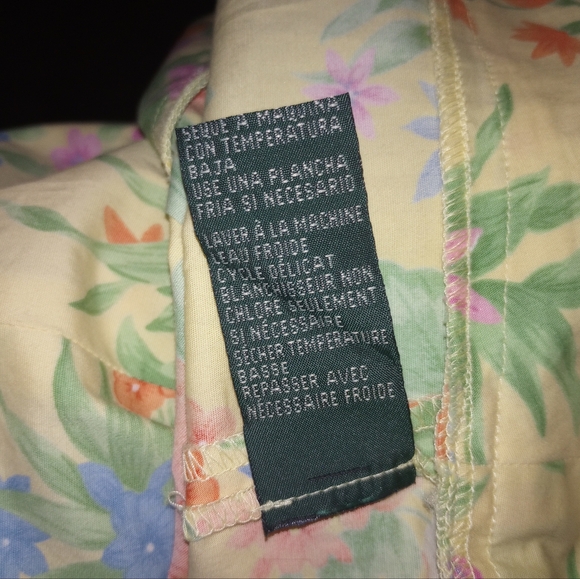 SEQUE A MAQUINA
CON TEMPERATURA
BAJA
USE UNA PLANCHA
FRIA SI NECESARIO
LAVER À LA MACHINE
L'EAU FROIDE
CYCLE DÉLICAT
BLANCHISSEUR NON
CHLORE SEULEMENT
SI NÉCESSAIRE
SÉCHER TEMPERATURE
BASSE
REPASSER AVEC
NÉCESSAIRE FROIDE